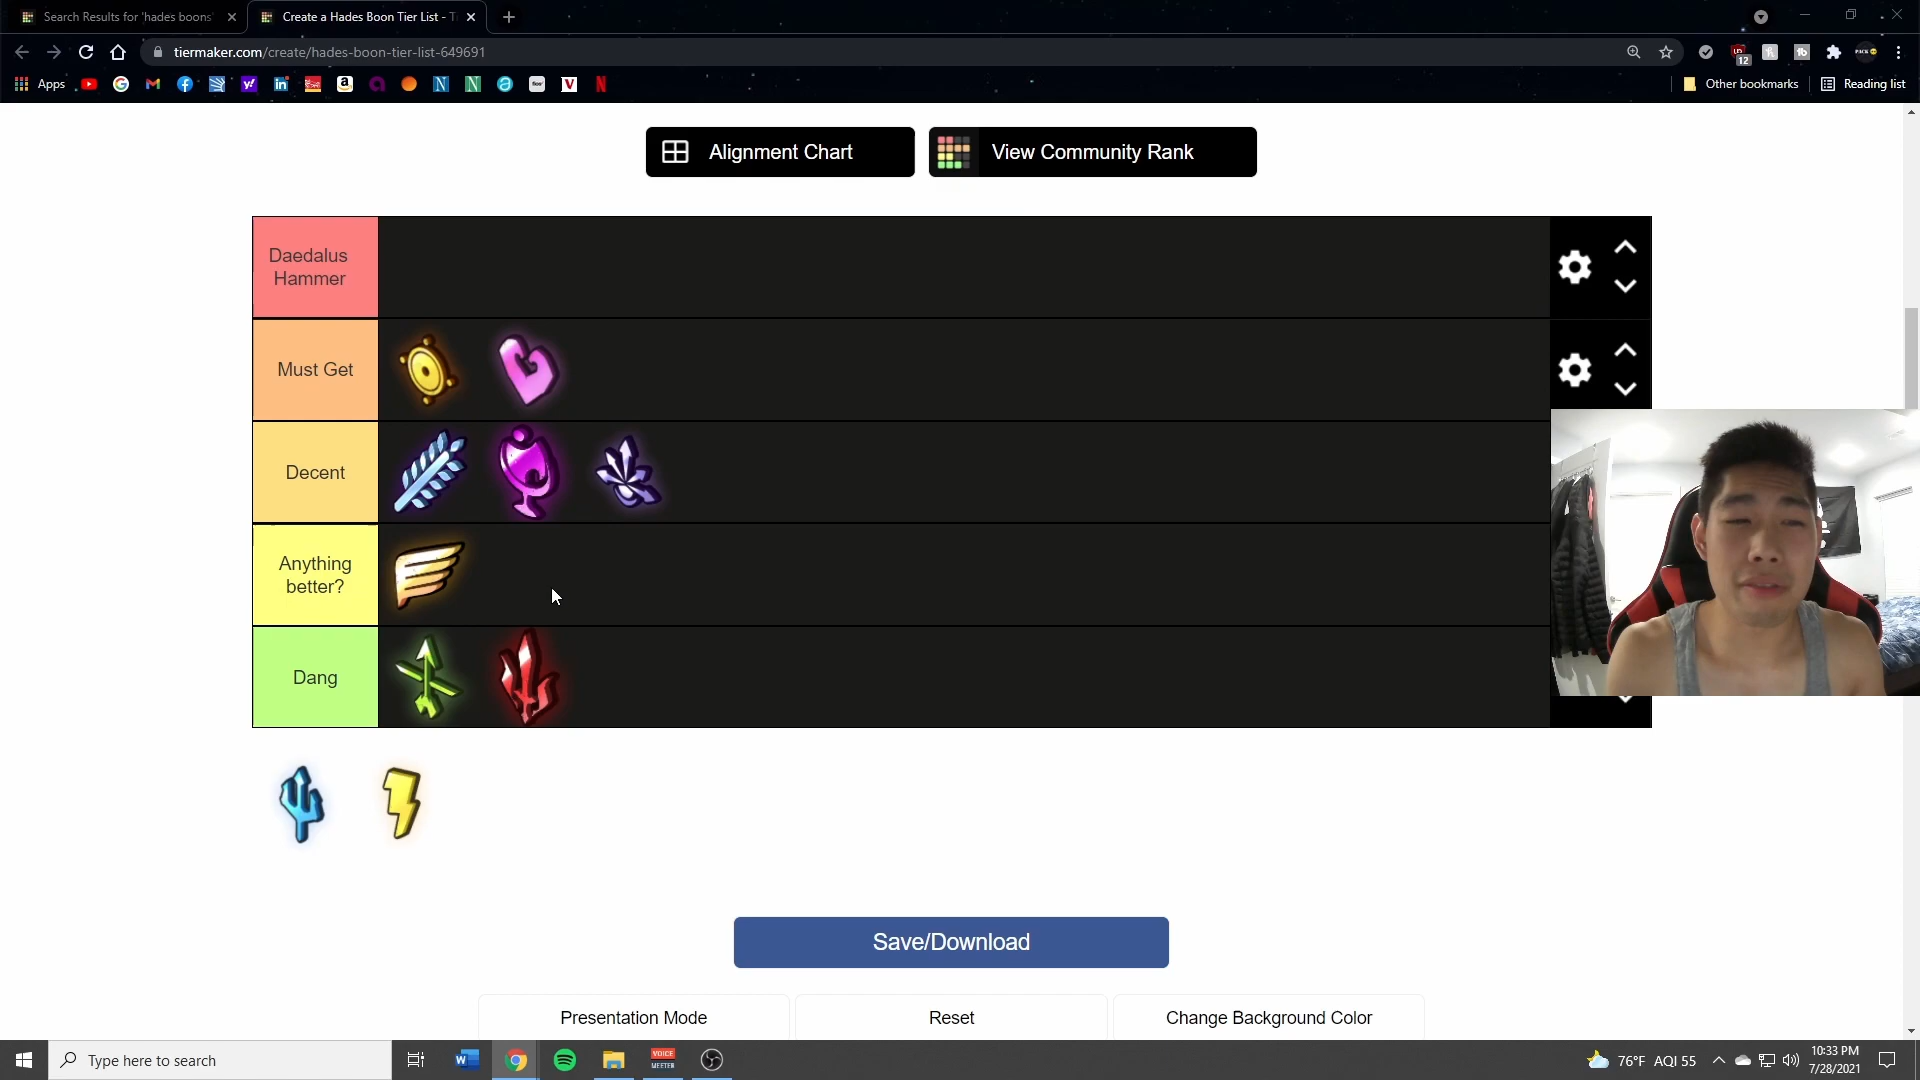 Search Results for 'hades boons'
Create a Hades Boon Tier List - T
tiermaker.com/create/hades-boon-tier-list-649691
12
Apps
Other bookmarks
Reading list
Alignment Chart
View Community Rank
Daedalus
Hammer
Must Get
Decent
Anything
better?
Dang
Save/Download
Presentation Mode
Reset
Change Background Color
Type here to search
VOICE
MEETER
76°F AQI 55
10:33 PM
7/28/2021